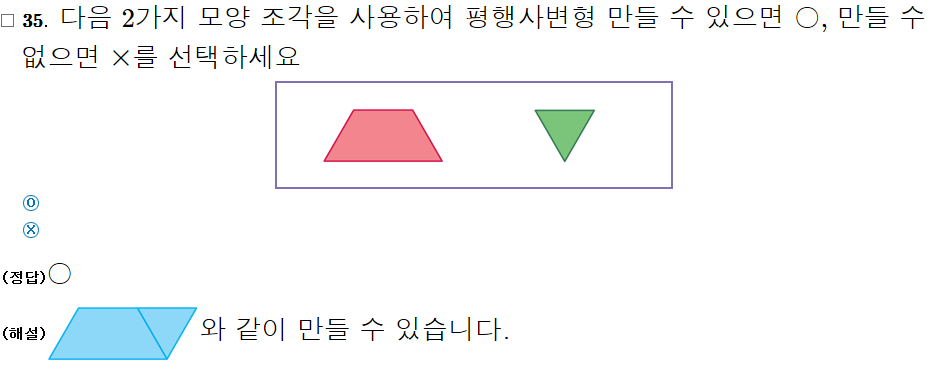 □ 35. 다음 2가지 모양 조각을 사용하여 평행사변형 만들 수 있으면 ○, 만들 수
없으면 ×를 선택하세요
Ⓞ
ⓧ
(정답)○
(해설) 와 같이 만들 수 있습니다.